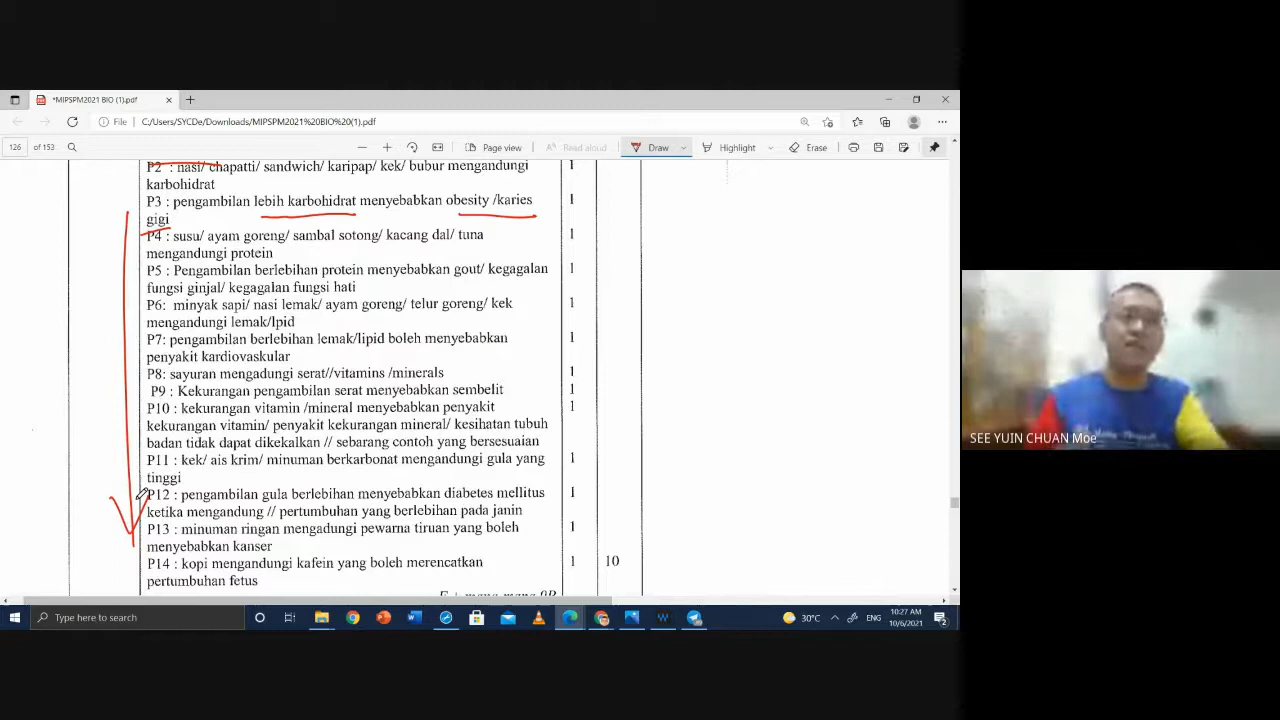 *MIPSPM2021 BIO (1).pdf
File
C:/Users/SYCDe/Downloads/MIPSPM2021%20BIO%20(1).pdf
126 of 153
Page view
Read aloud
Draw
Highlight
Erase
P2 : nasi/ chapatti/ sandwich/ karipap/ kek/ bubur mengandungi 1
karbohidrat
P3 : pengambilan lebih karbohidrat menyebabkan obesity /karies 1
gigi
P4 : susu/ ayam goreng/ sambal sotong/ kacang dal/ tuna 1
mengandungi protein
P5 : Pengambilan berlebihan protein menyebabkan gout/ kegagalan 1
fungsi ginjal/ kegagalan fungsi hati
P6: minyak sapi/ nasi lemak/ ayam goreng/ telur goreng/ kek 1
mengandungi lemak/lpid
P7: pengambilan berlebihan lemak/lipid boleh menyebabkan 1
penyakit kardiovaskular
P8: sayuran mengadungi serat//vitamins /minerals 1
P9 : Kekurangan pengambilan serat menyebabkan sembelit 1
P10 : kekurangan vitamin /mineral menyebabkan penyakit 1
kekurangan vitamin/ penyakit kekurangan mineral/ kesihatan tubuh
badan tidak dapat dikekalkan // sebarang contoh yang bersesuaian
P11 : kek/ ais krim/ minuman berkarbonat mengandungi gula yang 1
tinggi
P12 : pengambilan gula berlebihan menyebabkan diabetes mellitus 1
ketika mengandung // pertumbuhan yang berlebihan pada janin
P13 : minuman ringan mengadungi pewarna tiruan yang boleh 1
menyebabkan kanser
P14 : kopi mengandungi kafein yang boleh merencatkan 1 10
pertumbuhan fetus
SEE YUIN CHUAN Moe
Type here to search
30°C
ENG
10:27 AM
10/6/2021
2